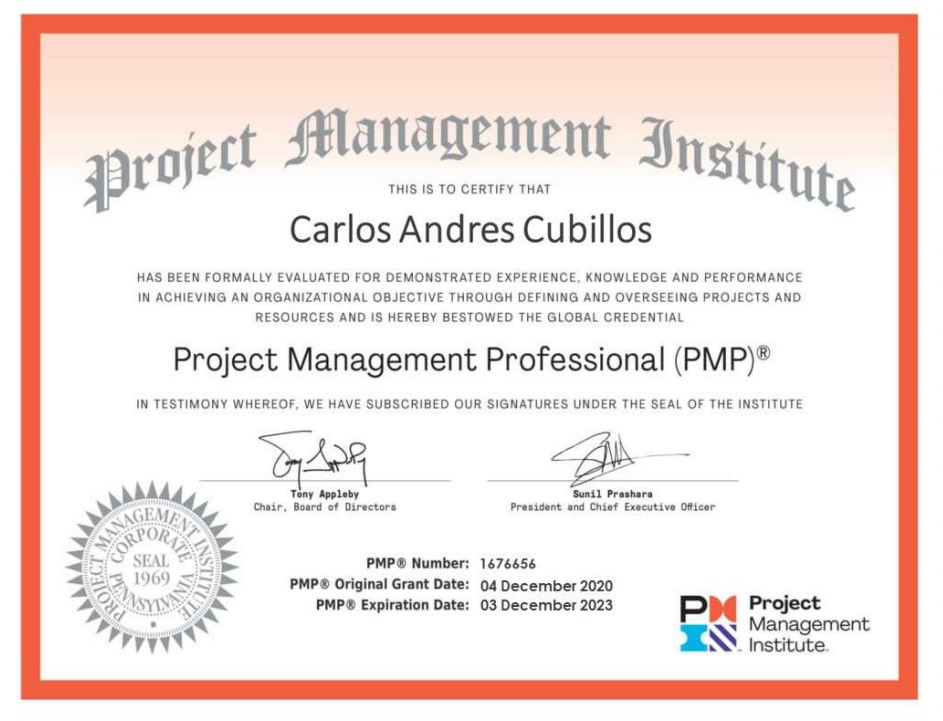 Project Management Institute
THIS IS TO CERTIFY THAT
Carlos Andres Cubillos
HAS BEEN FORMALLY EVALUATED FOR DEMONSTRATED EXPERIENCE, KNOWLEDGE AND PERFORMANCE
IN ACHIEVING AN ORGANIZATIONAL OBJECTIVE THROUGH DEFINING AND OVERSEEING PROJECTS AND
RESOURCES AND IS HEREBY BESTOWED THE GLOBAL CREDENTIAL
Project Management Professional (PMP)®
IN TESTIMONY WHEREOF, WE HAVE SUBSCRIBED OUR SIGNATURES UNDER THE SEAL OF THE INSTITUTE
Tony Appleby
Chair, Board of Directors
Sunil Prashara
President and Chief Executive Officer
PROJECT MANAGEMENT INSTITUTE
CORPORATE
SEAL
1969
PENNSYLVANIA
PMP® Number: 1676656
PMP® Original Grant Date: 04 December 2020
PMP® Expiration Date: 03 December 2023
Project
Management
Institute.